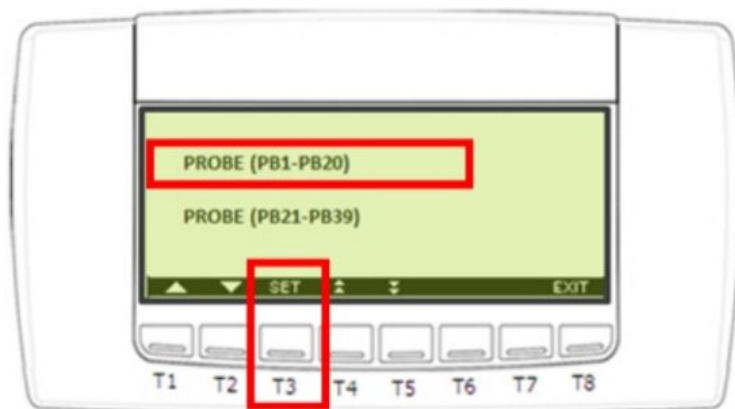 PROBE (PB1-PB20)
PROBE (PB21-PB39)
SET EXIT
T1 T2 T3 T4 T5 T6 T7 T8